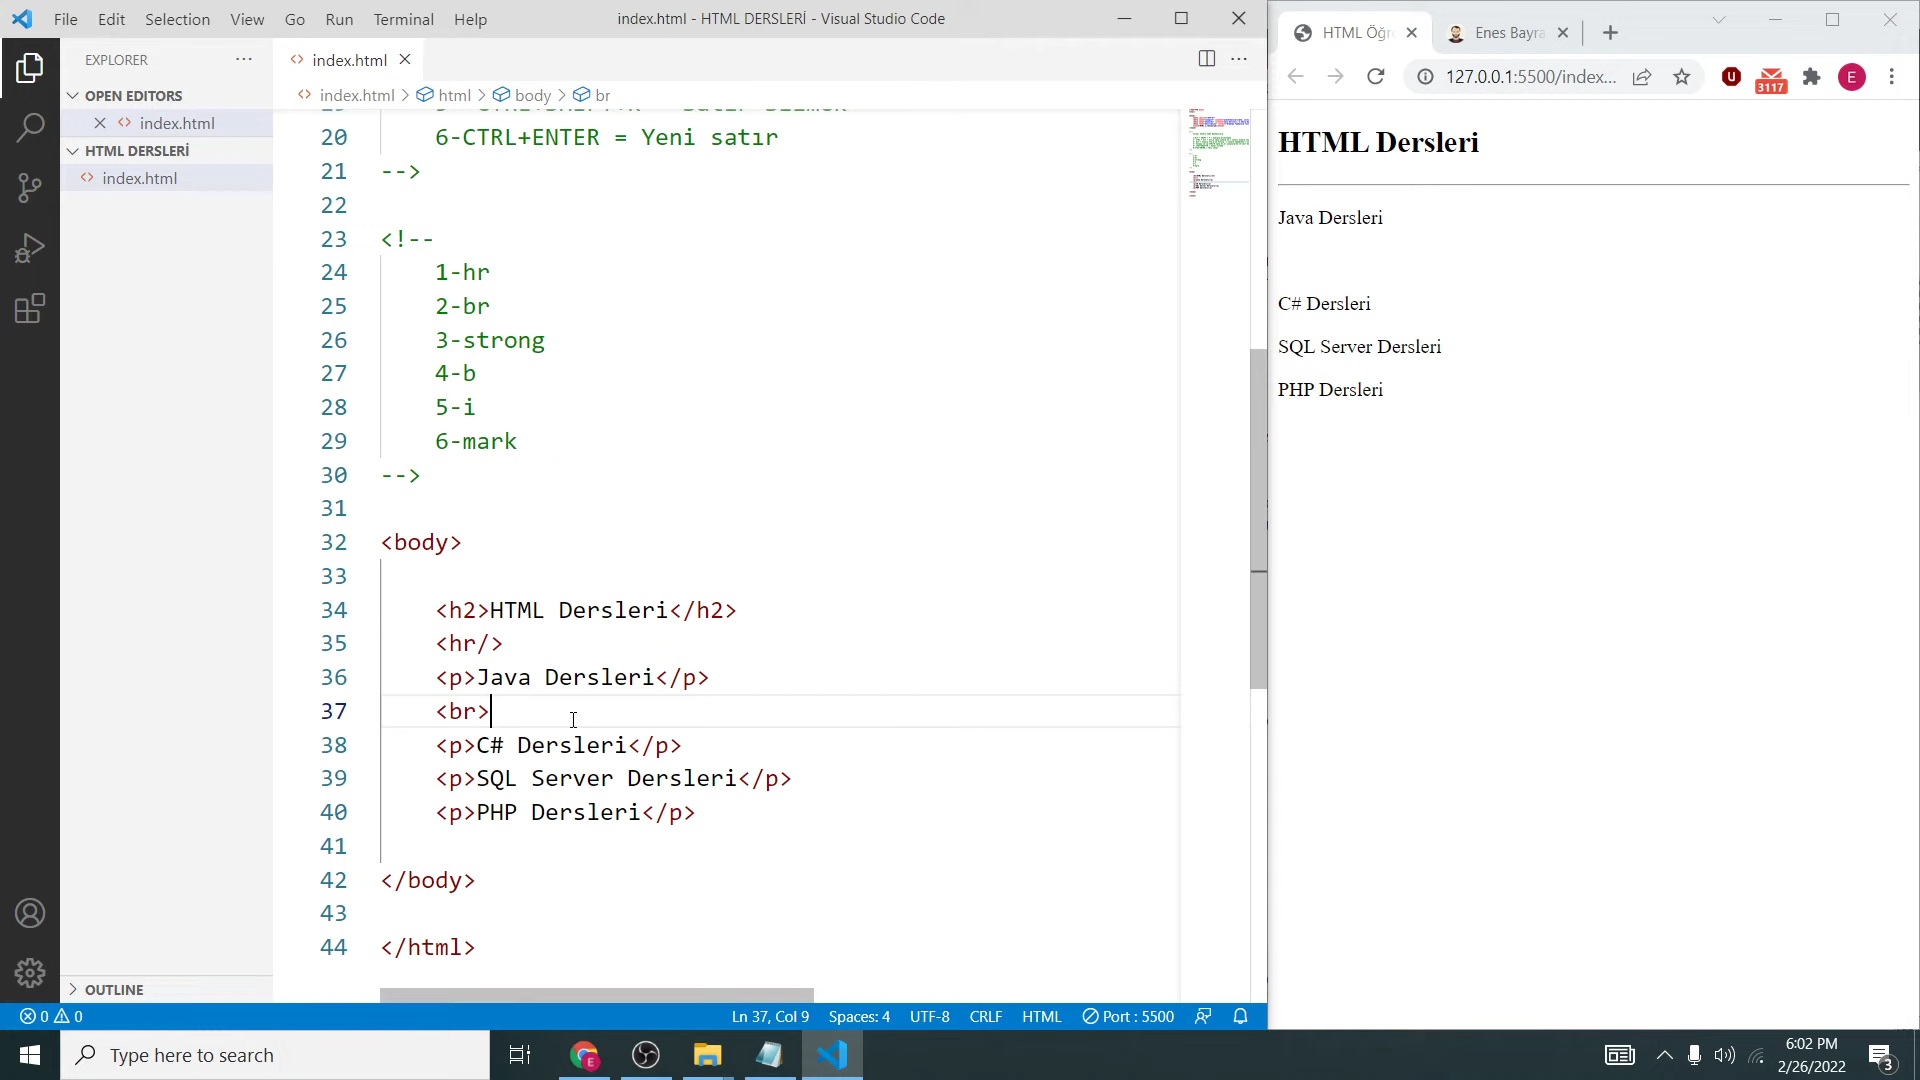 File Edit Selection View Go Run Terminal Help
index.html - HTML DERSLERİ - Visual Studio Code
EXPLORER
OPEN EDITORS
index.html
HTML DERSLERİ
index.html
OUTLINE
index.html
index.html > html > body > br
20 6-CTRL+ENTER = Yeni satır
21 -->
22
23 <!--
24 1-hr
25 2-br
26 3-strong
27 4-b
28 5-i
29 6-mark
30 -->
31
32 <body>
33
34 <h2>HTML Dersleri</h2>
35 <hr/>
36 <p>Java Dersleri</p>
37 <br>
38 <p>C# Dersleri</p>
39 <p>SQL Server Dersleri</p>
40 <p>PHP Dersleri</p>
41
42 </body>
43
44 </html>
0 0
Ln 37, Col 9 Spaces: 4 UTF-8 CRLF HTML Port : 5500
HTML Öğr
Enes Bayra
127.0.0.1:5500/index...
3117
E
HTML Dersleri
Java Dersleri
C# Dersleri
SQL Server Dersleri
PHP Dersleri
Type here to search
6:02 PM
2/26/2022
3